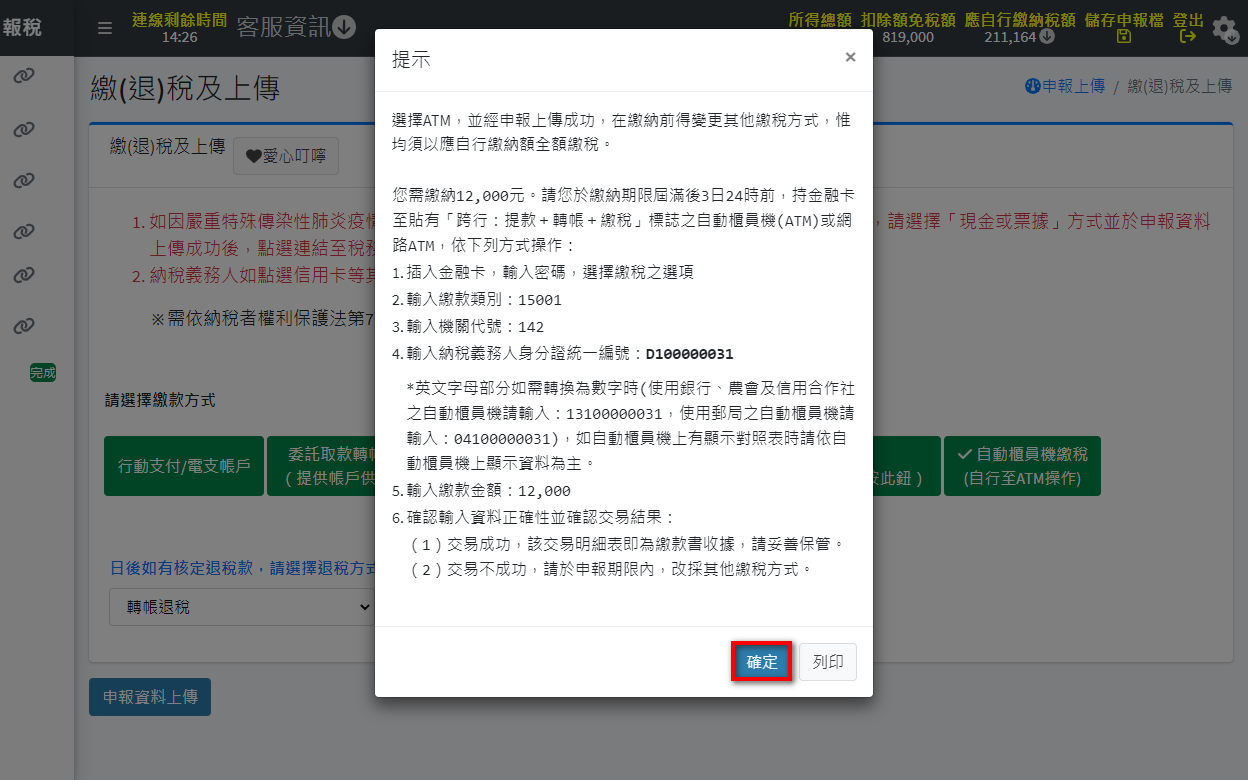 報稅
連線剩餘時間
14:26
客服資訊
所得總額 扣除額免稅額 應自行繳納稅額 儲存申報檔 登出
819,000 211,164
繳(退)稅及上傳
申報上傳 / 繳(退)稅及上傳
繳(退)稅及上傳 愛心叮嚀
1. 如因嚴重特殊傳染性肺炎疫情
，請選擇「現金或票據」方式並於申報資料
上傳成功後，點選連結至稅務
2. 納稅義務人如點選信用卡等其
※需依納稅者權利保護法第7
完成
請選擇繳款方式
行動支付/電支帳戶
委託取款轉帳
(提供帳戶供
按此鈕)
自動櫃員機繳稅
(自行至ATM操作)
日後如有核定退稅款，請選擇退稅方式
轉帳退稅
申報資料上傳
提示 ×
選擇ATM，並經申報上傳成功，在繳納前得變更其他繳稅方式，惟
均須以應自行繳納額全額繳稅。
您需繳納12,000元。請您於繳納期限屆滿後3日24時前，持金融卡
至貼有「跨行：提款＋轉帳＋繳稅」標誌之自動櫃員機(ATM)或網
路ATM，依下列方式操作：
1.插入金融卡，輸入密碼，選擇繳稅之選項
2.輸入繳款類別：15001
3.輸入機關代號：142
4.輸入納稅義務人身分證統一編號：D100000031
*英文字母部分如需轉換為數字時(使用銀行、農會及信用合作社
之自動櫃員機請輸入：13100000031，使用郵局之自動櫃員機請
輸入：04100000031)，如自動櫃員機上有顯示對照表時請依自
動櫃員機上顯示資料為主。
5.輸入繳款金額：12,000
6.確認輸入資料正確性並確認交易結果：
（1）交易成功，該交易明細表即為繳款書收據，請妥善保管。
（2）交易不成功，請於申報期限內，改採其他繳稅方式。
確定 列印